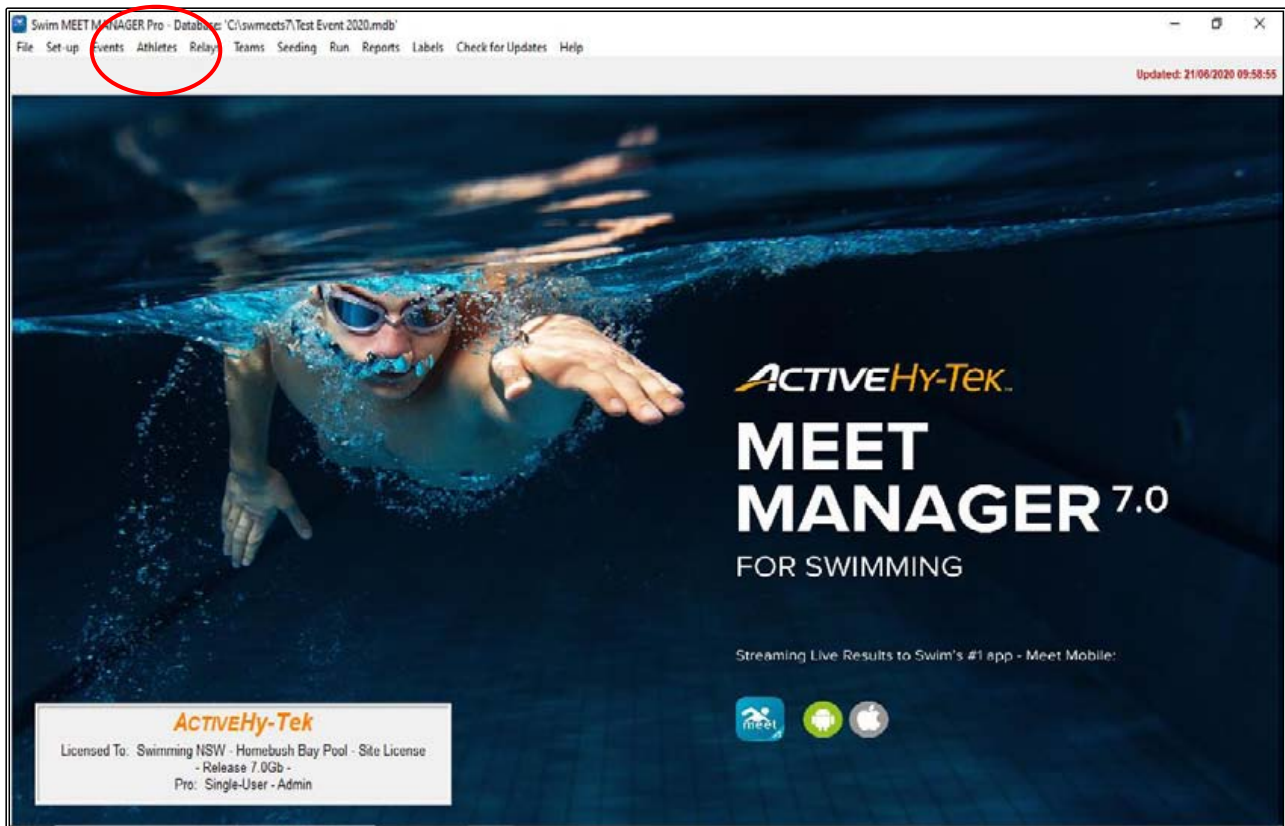 Swim MEET MANAGER Pro - Database: 'C:\swmeets7\Test Event 2020.mdb'
File Set-up Events Athletes Relays Teams Seeding Run Reports Labels Check for Updates Help
Updated: 21/06/2020 09:58:55
ACTIVEHY-TEK
MEET
MANAGER 7.0
FOR SWIMMING
Streaming Live Results to Swim's #1 app - Meet Mobile:
meet
ACTIVEHy-Tek
Licensed To: Swimming NSW - Homebush Bay Pool - Site License
- Release 7.0Gb -
Pro: Single-User - Admin